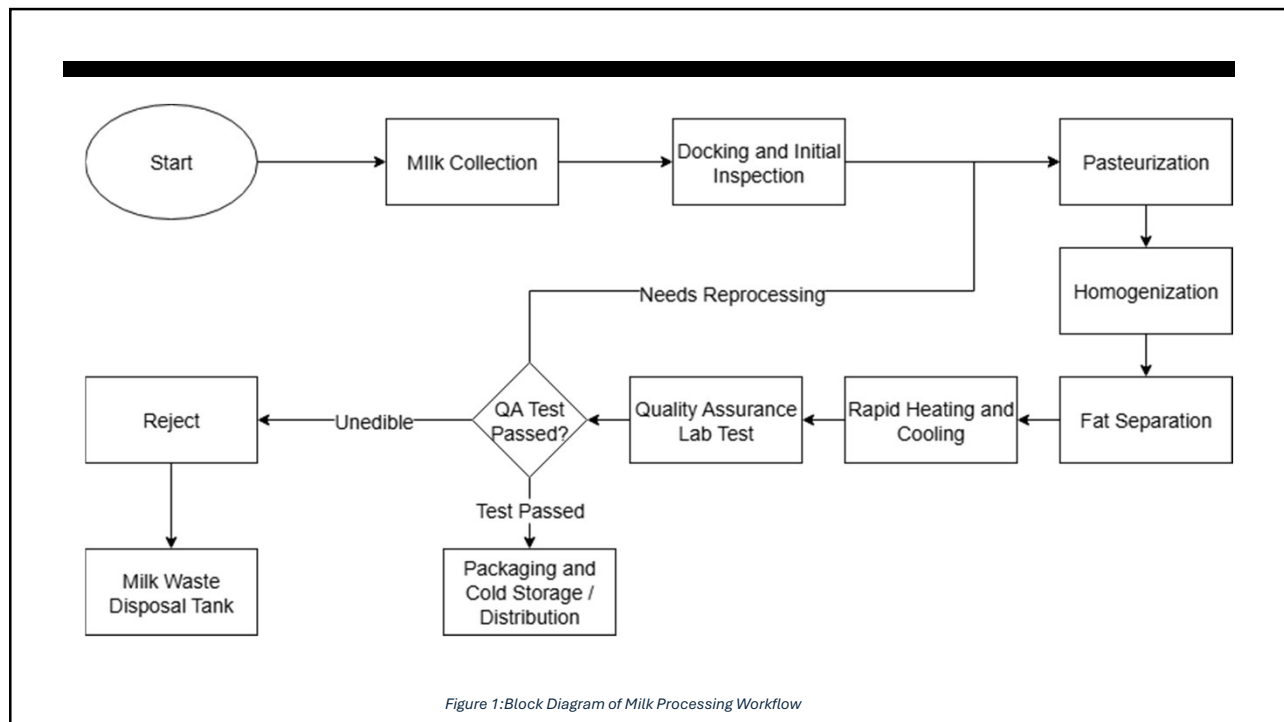 Start
MIlk Collection
Docking and Initial
Inspection
Pasteurization
Homogenization
Needs Reprocessing
Reject
Unedible
QA Test
Passed?
Quality Assurance
Lab Test
Rapid Heating and
Cooling
Fat Separation
Test Passed
Milk Waste
Disposal Tank
Packaging and
Cold Storage /
Distribution
Figure 1:Block Diagram of Milk Processing Workflow